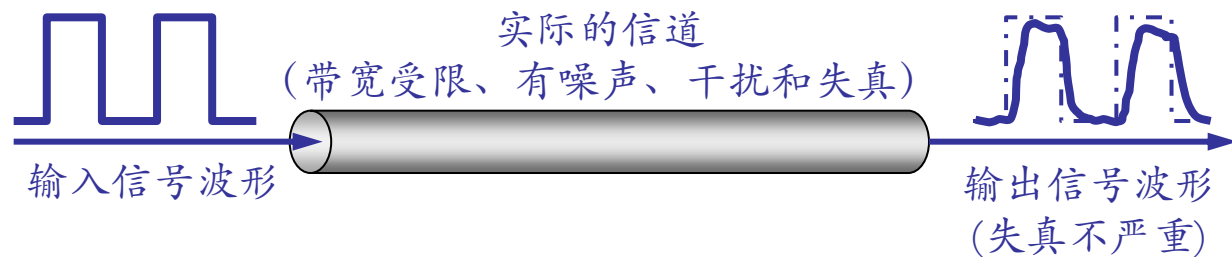 实际的信道
（带宽受限、有噪声、干扰和失真）
输入信号波形
输出信号波形
(失真不严重)